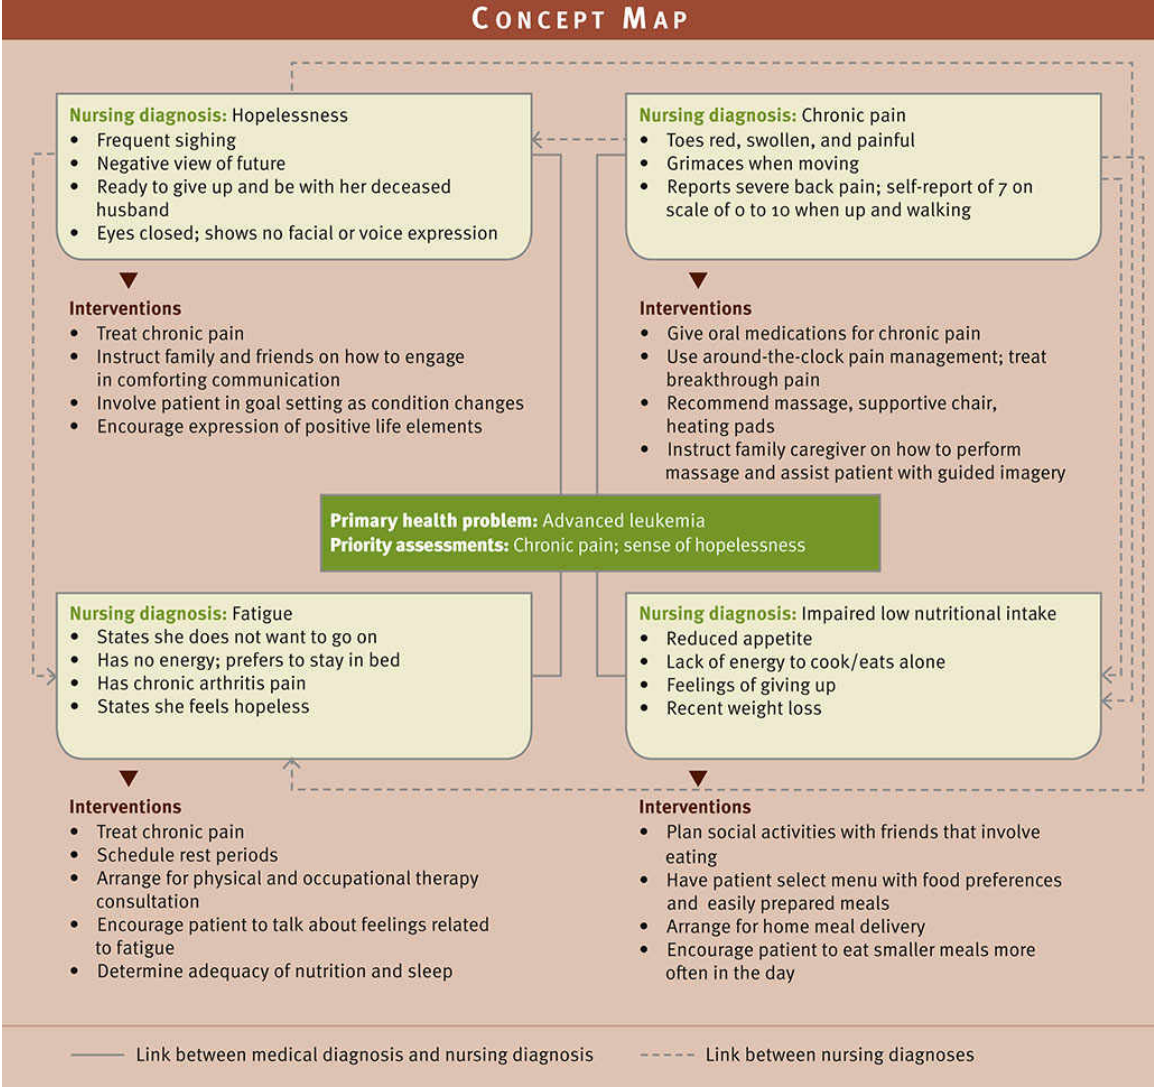 CONCEPT MAP
Nursing diagnosis: Hopelessness
• Frequent sighing
• Negative view of future
• Ready to give up and be with her deceased
husband
• Eyes closed; shows no facial or voice expression
Interventions
• Treat chronic pain
• Instruct family and friends on how to engage
in comforting communication
• Involve patient in goal setting as condition changes
• Encourage expression of positive life elements
Nursing diagnosis: Chronic pain
• Toes red, swollen, and painful
• Grimaces when moving
• Reports severe back pain; self-report of 7 on
scale of 0 to 10 when up and walking
Interventions
• Give oral medications for chronic pain
• Use around-the-clock pain management; treat
breakthrough pain
• Recommend massage, supportive chair,
heating pads
• Instruct family caregiver on how to perform
massage and assist patient with guided imagery
Primary health problem: Advanced leukemia
Priority assessments: Chronic pain; sense of hopelessness
Nursing diagnosis: Fatigue
• States she does not want to go on
• Has no energy; prefers to stay in bed
• Has chronic arthritis pain
• States she feels hopeless
Interventions
• Treat chronic pain
• Schedule rest periods
• Arrange for physical and occupational therapy
consultation
• Encourage patient to talk about feelings related
to fatigue
• Determine adequacy of nutrition and sleep
Nursing diagnosis: Impaired low nutritional intake
• Reduced appetite
• Lack of energy to cook/eats alone
• Feelings of giving up
• Recent weight loss
Interventions
• Plan social activities with friends that involve
eating
• Have patient select menu with food preferences
and easily prepared meals
• Arrange for home meal delivery
• Encourage patient to eat smaller meals more
often in the day
Link between medical diagnosis and nursing diagnosis
Link between nursing diagnoses